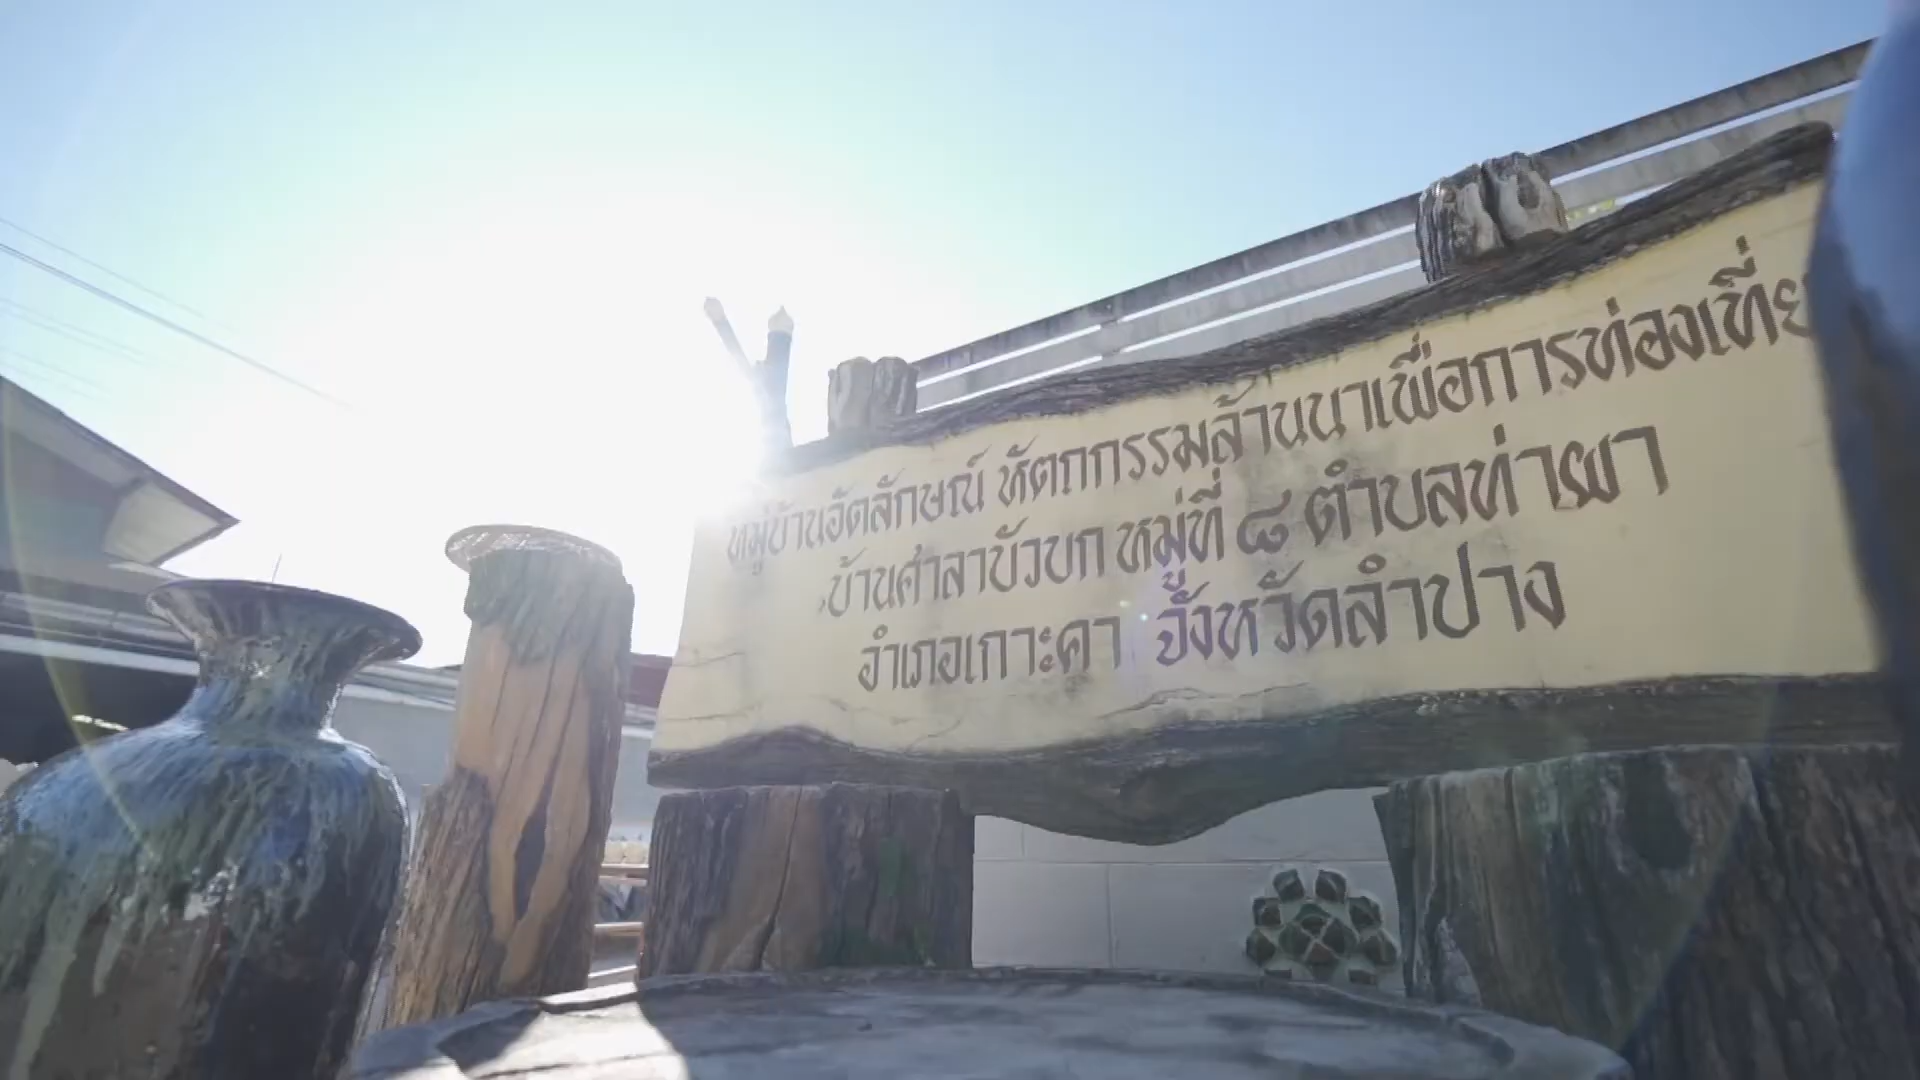 หมู่บ้านอัตลักษณ์ หัตถกรรมล้านนาเพื่อการท่องเที่ย
บ้านศาลาบัวบก หมู่ที่ ๘ ตำบลท่าผา
อำเภอเกาะคา จังหวัดลำปาง